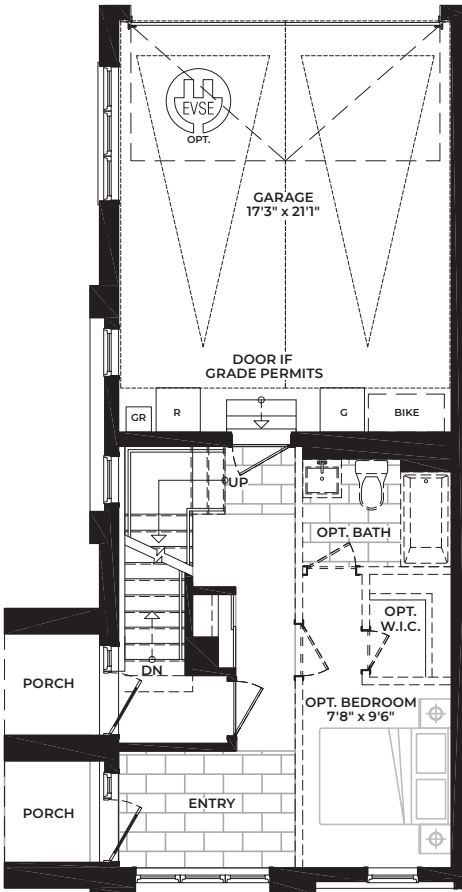 EVSE
OPT.
GARAGE
17'3" x 21'1"
DOOR IF
GRADE PERMITS
GR
R
G
BIKE
UP
OPT. BATH
OPT.
W.I.C.
DN
PORCH
OPT. BEDROOM
7'8" x 9'6"
PORCH
ENTRY